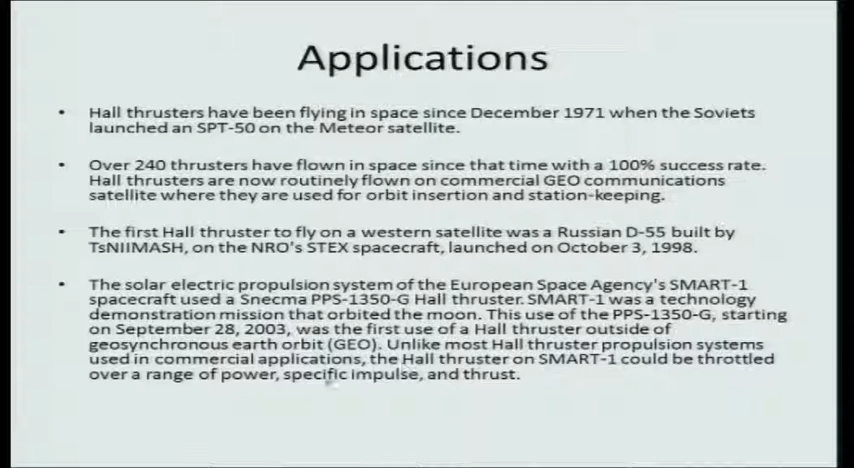 Applications
• Hall thrusters have been flying in space since December 1971 when the Soviets
launched an SPT-50 on the Meteor satellite.
• Over 240 thrusters have flown in space since that time with a 100% success rate.
Hall thrusters are now routinely flown on commercial GEO communications
satellite where they are used for orbit insertion and station-keeping.
• The first Hall thruster to fly on a western satellite was a Russian D-55 built by
TsNIIMASH, on the NRO's STEX spacecraft, launched on October 3, 1998.
• The solar electric propulsion system of the European Space Agency's SMART-1
spacecraft used a Snecma PPS-1350-G Hall thruster. SMART-1 was a technology
demonstration mission that orbited the moon. This use of the PPS-1350-G, starting
on September 28, 2003, was the first use of a Hall thruster outside of
geosynchronous earth orbit (GEO). Unlike most Hall thruster propulsion systems
used in commercial applications, the Hall thruster on SMART-1 could be throttled
over a range of power, specific impulse, and thrust.